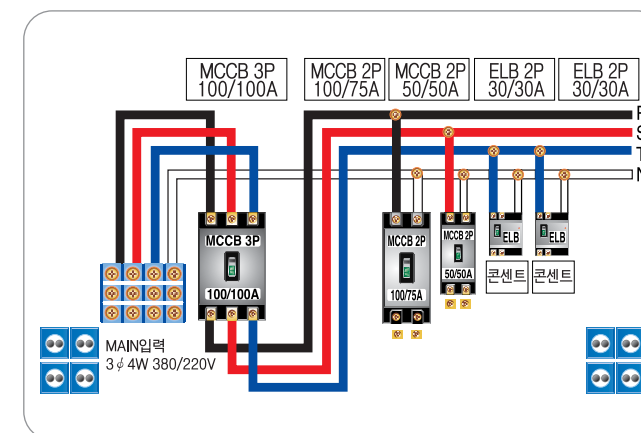 MCCB 3P
100/100A
MCCB 2P
100/75A
MCCB 2P
50/50A
ELB 2P
30/30A
ELB 2P
30/30A
S
T
N
MCCB 3P
100/100A
MCCB 2P
100/75A
MCCB 2P
50/50A
ELB
ELB
콘센트
콘센트
MAIN입력
3φ4W 380/220V